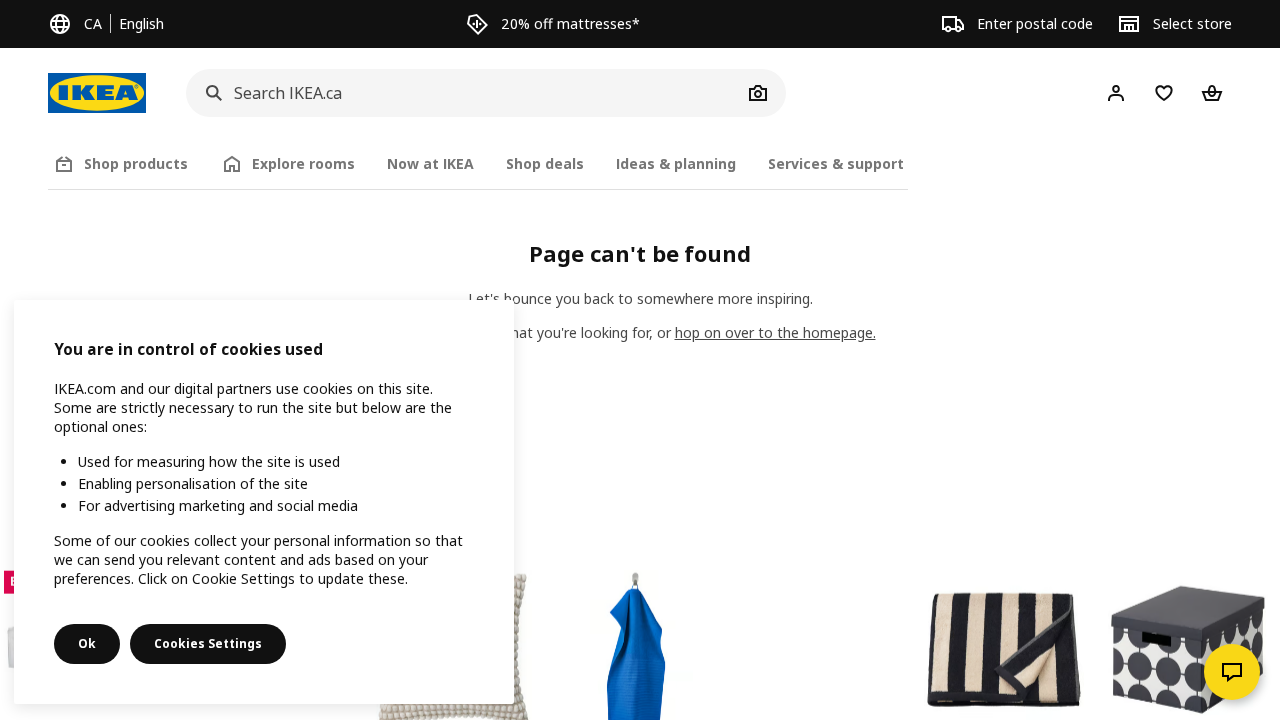 CA English
20% off mattresses*
Enter postal code
Select store
IKEA
Search IKEA.ca
Shop products
Explore rooms
Now at IKEA
Shop deals
Ideas & planning
Services & support
Page can't be found
Let's bounce you back to somewhere more inspiring.
you're looking for, or hop on over to the homepage.
You are in control of cookies used
IKEA.com and our digital partners use cookies on this site.
Some are strictly necessary to run the site but below are the
optional ones:
Used for measuring how the site is used
Enabling personalisation of the site
For advertising marketing and social media
Some of our cookies collect your personal information so that
we can send you relevant content and ads based on your
preferences. Click on Cookie Settings to update these.
Ok
Cookies Settings